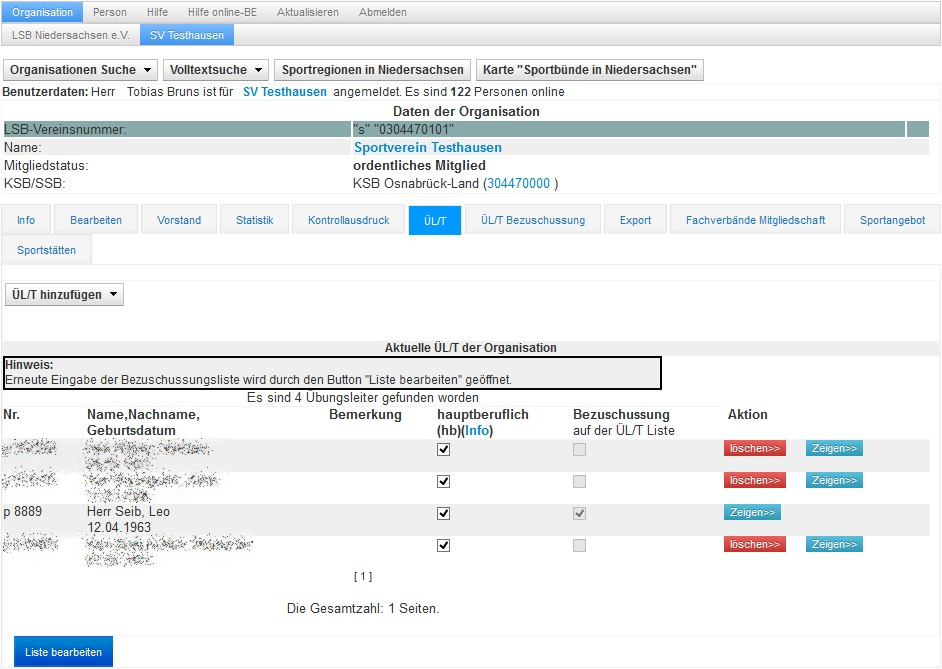 Organisation Person Hilfe Hilfe online-BE Aktualisieren Abmelden
LSB Niedersachsen e.V. SV Testhausen
Organisationen Suche Volltextsuche Sportregionen in Niedersachsen Karte "Sportbünde in Niedersachsen"
Benutzerdaten: Herr Tobias Bruns ist für SV Testhausen angemeldet. Es sind 122 Personen online
Daten der Organisation
LSB-Vereinsnummer: "s" "0304470101"
Name: Sportverein Testhausen
Mitgliedstatus: ordentliches Mitglied
KSB/SSB: KSB Osnabrück-Land (304470000 )
Info Bearbeiten Vorstand Statistik Kontrollausdruck ÜL/T ÜL/T Bezuschussung Export Fachverbände Mitgliedschaft Sportangebot
Sportstätten
ÜL/T hinzufügen
Aktuelle ÜL/T der Organisation
Hinweis:
Erneute Eingabe der Bezuschussungsliste wird durch den Button "Liste bearbeiten" geöffnet.
Es sind 4 Übungsleiter gefunden worden
Nr. Name,Nachname, Bemerkung hauptberuflich Bezuschussung Aktion
Geburtsdatum (hb)(Info) auf der ÜL/T Liste
löschen>> Zeigen>>
löschen>> Zeigen>>
p 8889 Herr Seib, Leo Zeigen>>
12.04.1963
löschen>> Zeigen>>
[ 1 ]
Die Gesamtzahl: 1 Seiten.
Liste bearbeiten